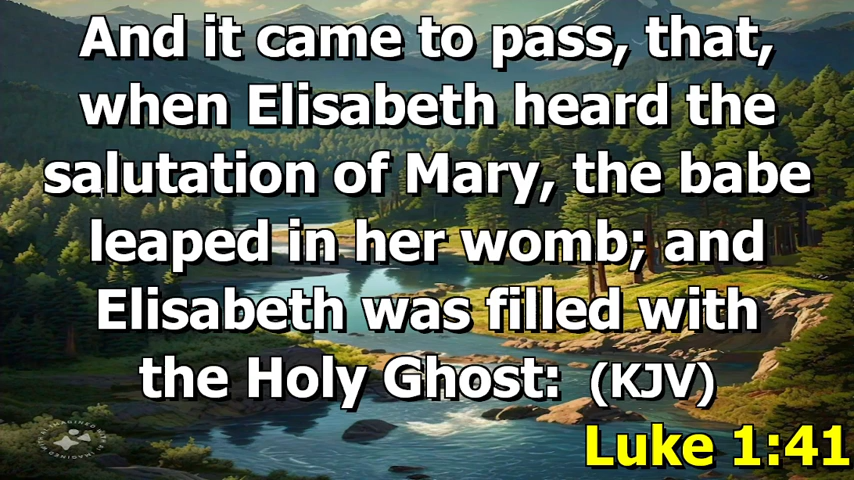 And it came to pass, that,
when Elisabeth heard the
salutation of Mary, the babe
leaped in her womb; and
Elisabeth was filled with
the Holy Ghost: (KJV)
Luke 1:41